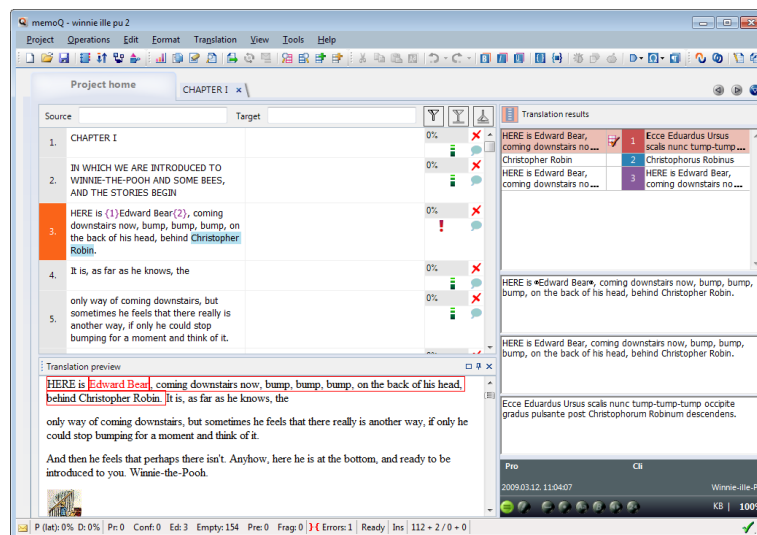 memoQ - winnie ille pu 2
Project Operations Edit Format Translation View Tools Help
Project home
CHAPTER I ×
Source
Target
1. CHAPTER I 0%
2. IN WHICH WE ARE INTRODUCED TO 0%
WINNIE-THE-POOH AND SOME BEES,
AND THE STORIES BEGIN
3. HERE is {1}Edward Bear{2}, coming 0%
downstairs now, bump, bump, bump, on
the back of his head, behind Christopher
Robin.
4. It is, as far as he knows, the 0%
5. only way of coming downstairs, but 0%
sometimes he feels that there really is
another way, if only he could stop
bumping for a moment and think of it.
Translation preview
HERE is Edward Bear, coming downstairs now, bump, bump, bump, on the back of his head,
behind Christopher Robin. It is, as far as he knows, the
only way of coming downstairs, but sometimes he feels that there really is another way, if only he
could stop bumping for a moment and think of it.
And then he feels that perhaps there isn't. Anyhow, here he is at the bottom, and ready to be
introduced to you. Winnie-the-Pooh.
Translation results
HERE is Edward Bear, 1 Ecce Eduardus Ursus
coming downstairs no... scalis nunc tump-tump...
Christopher Robin 2 Christophorus Robinus
HERE is Edward Bear, 3 HERE is Edward Bear,
coming downstairs no... coming downstairs no...
HERE is Edward Bear, coming downstairs now, bump, bump,
bump, on the back of his head, behind Christopher Robin.
HERE is Edward Bear, coming downstairs now, bump, bump,
bump, on the back of his head, behind Christopher Robin.
Ecce Eduardus Ursus scalis nunc tump-tump-tump occipite
gradus pulsante post Christophorum Robinum descendens.
Pro Cli
2009.03.12. 11:04:07 Winnie-ille-P
KB | 100%
P (lat): 0% D: 0% Pr: 0 Conf: 0 Ed: 3 Empty: 154 Pre: 0 Frag: 0 }{ Errors: 1 Ready Ins 112 + 2 / 0 + 0